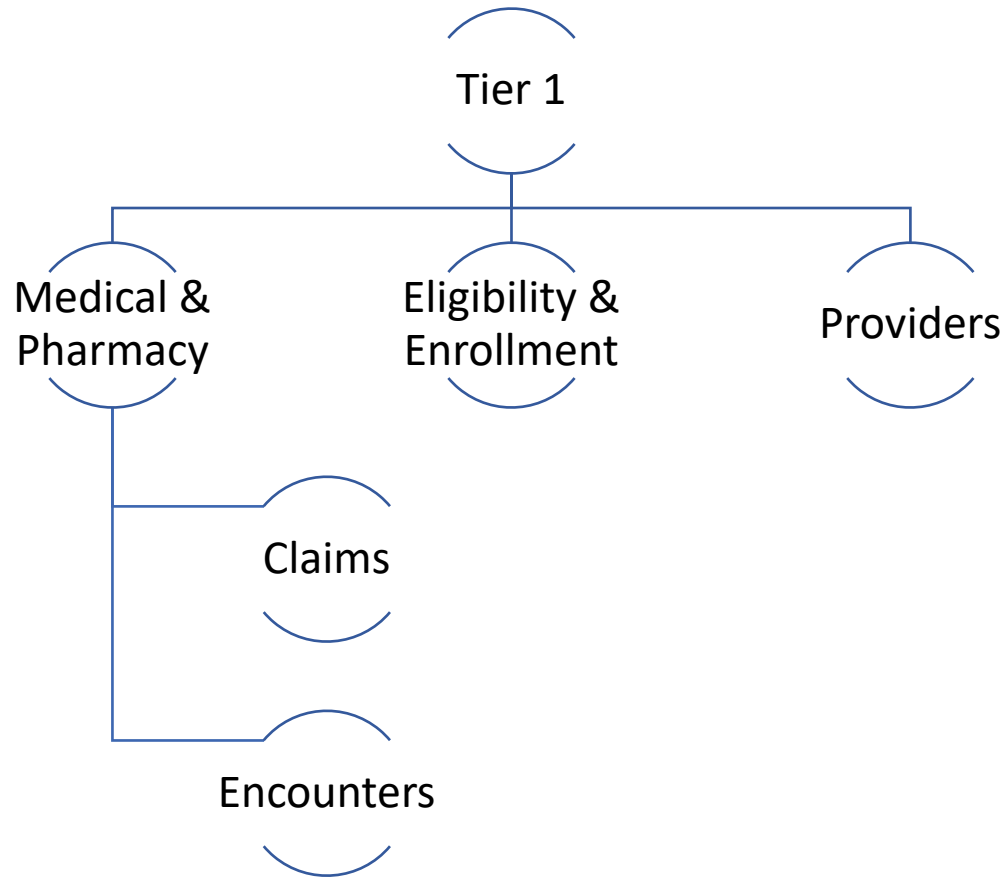 Tier 1
Medical &
Pharmacy
Eligibility &
Enrollment
Providers
Claims
Encounters